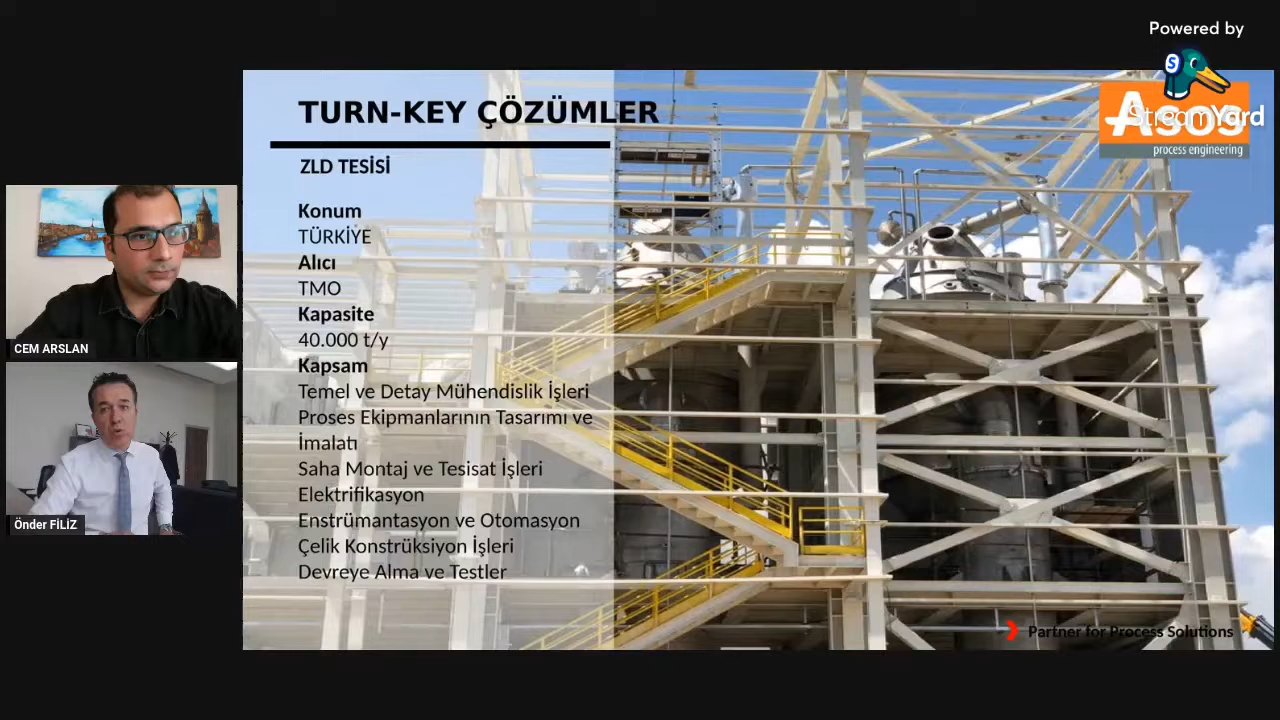 Powered by
StreamYard
Asos
process engineering
TURN-KEY ÇÖZÜMLER
ZLD TESİSİ
Konum
TÜRKİYE
Alıcı
TMO
Kapasite
40.000 t/y
Kapsam
Temel ve Detay Mühendislik İşleri
Proses Ekipmanlarının Tasarımı ve
İmalatı
Saha Montaj ve Tesisat İşleri
Elektrifikasyon
Enstrümantasyon ve Otomasyon
Çelik Konstrüksiyon İşleri
Devreye Alma ve Testler
Partner for Process Solutions
CEM ARSLAN
Önder FİLİZ